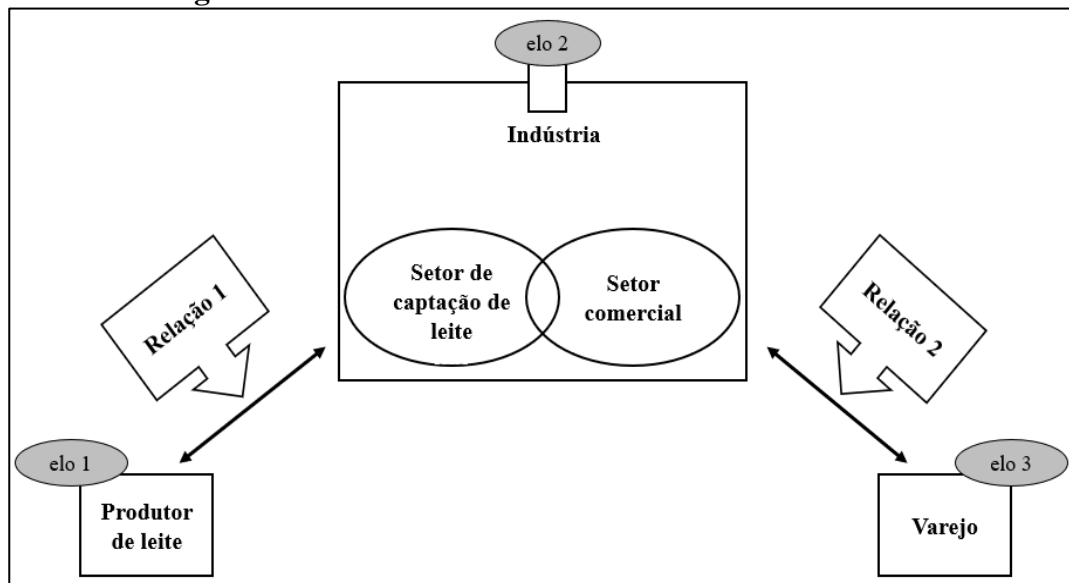 elo 2
Indústria
Setor de
captação de
leite
Setor
comercial
Relação 1
Relação 2
elo 1
Produtor
de leite
elo 3
Varejo